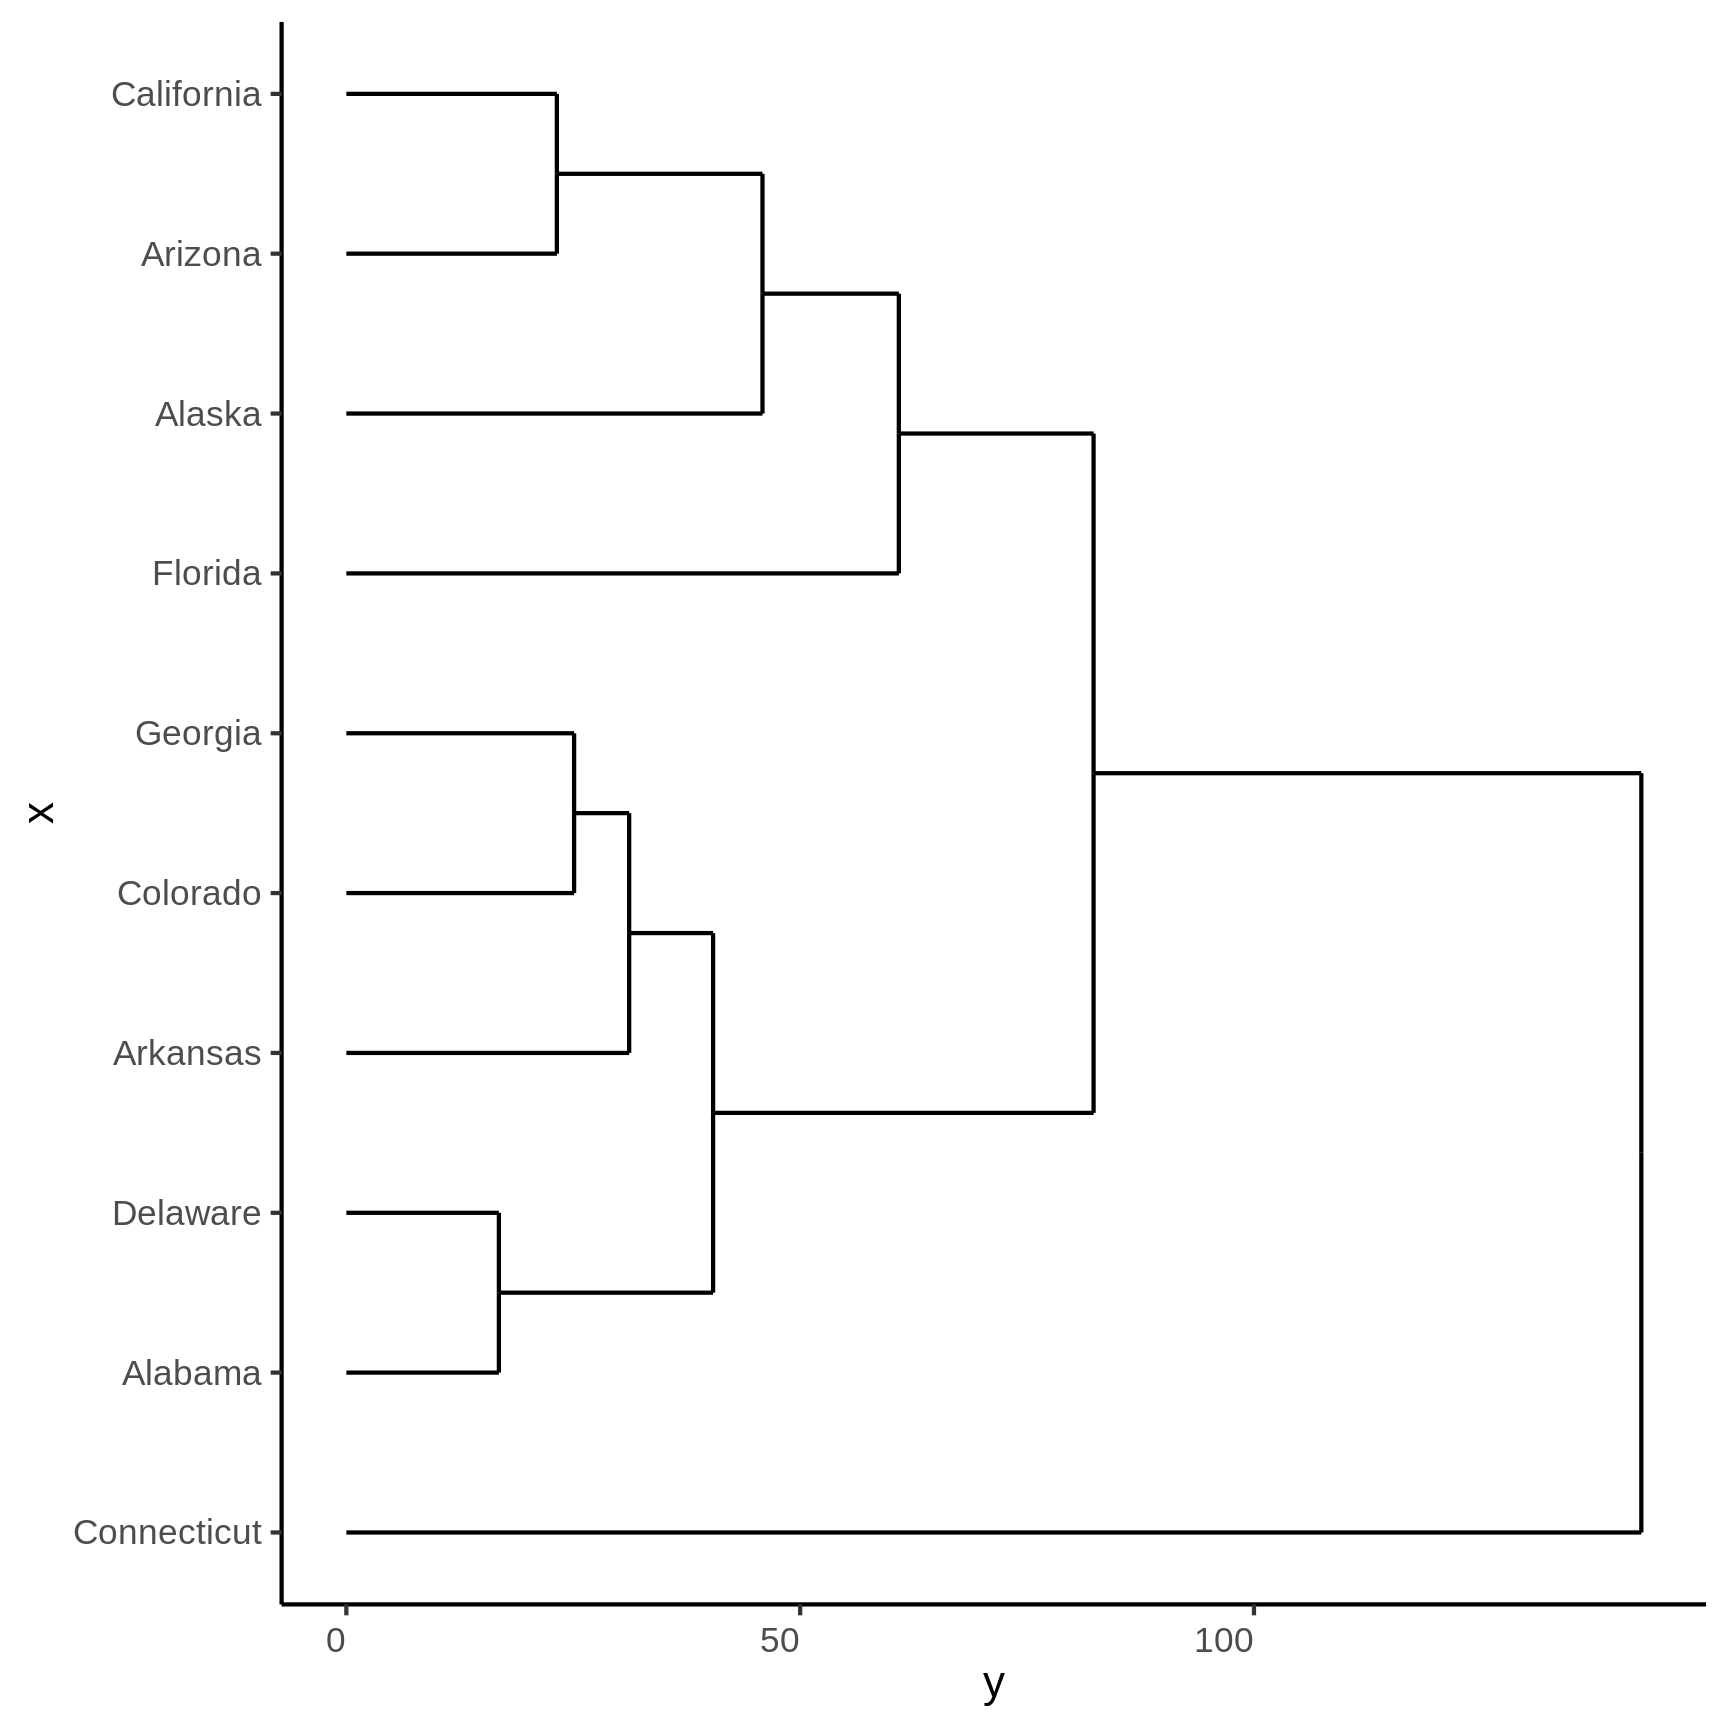 California
Arizona
Alaska
Florida
Georgia
Colorado
Arkansas
Delaware
Alabama
Connecticut
x
0 50 100
y